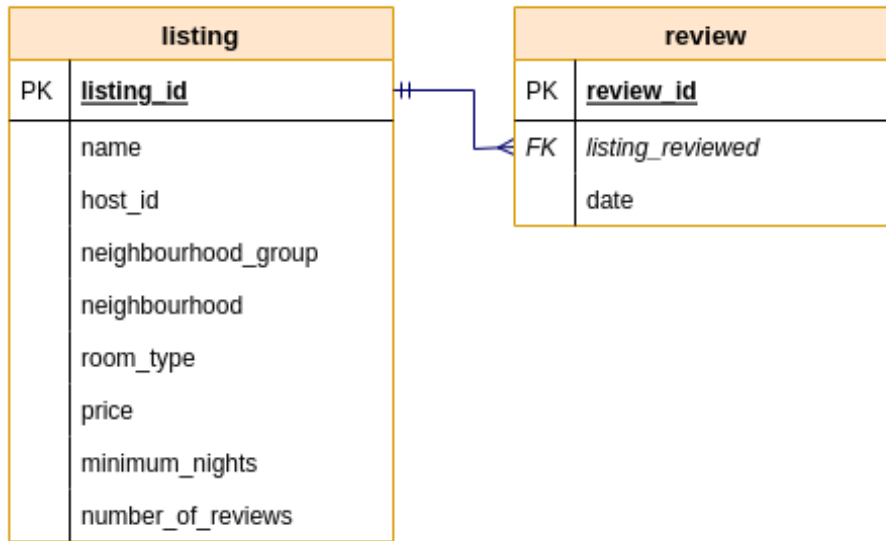 listing
PK listing_id
name
host_id
neighbourhood_group
neighbourhood
room_type
price
minimum_nights
number_of_reviews
review
PK review_id
FK listing_reviewed
date